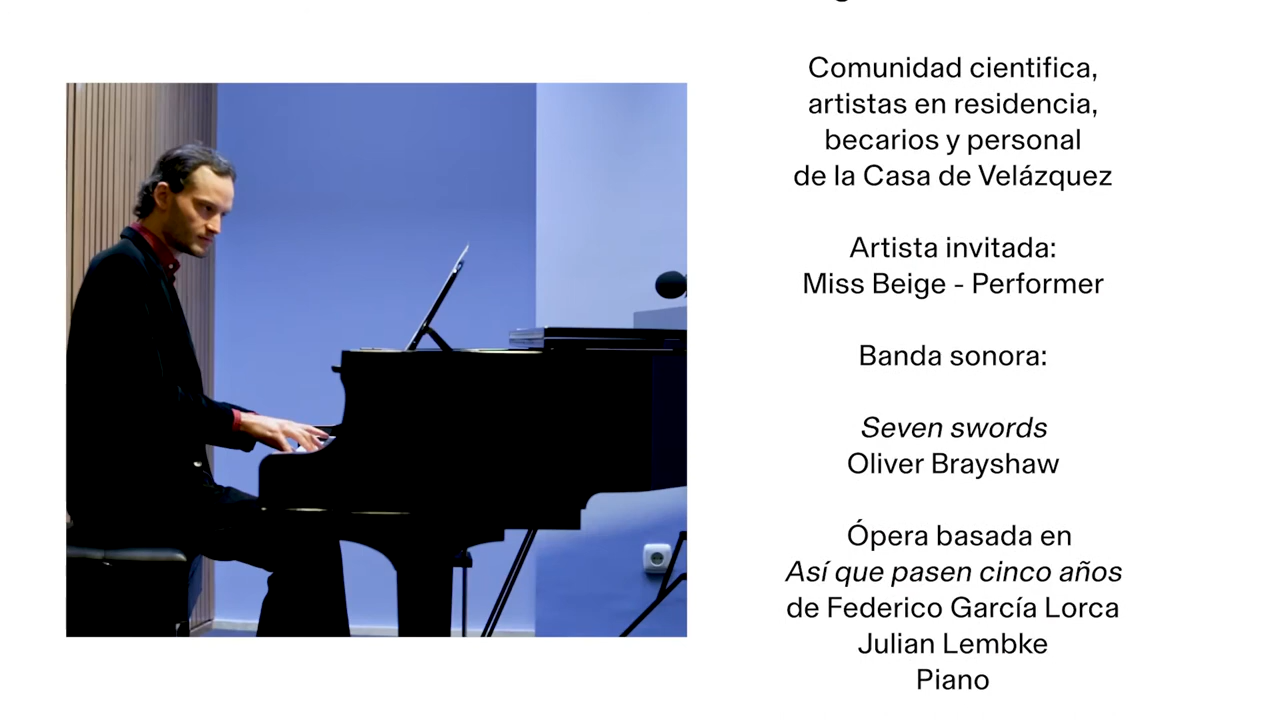 Comunidad cientifica,
artistas en residencia,
becarios y personal
de la Casa de Velázquez
Artista invitada:
Miss Beige - Performer
Banda sonora:
Seven swords
Oliver Brayshaw
Ópera basada en
Así que pasen cinco años
de Federico García Lorca
Julian Lembke
Piano